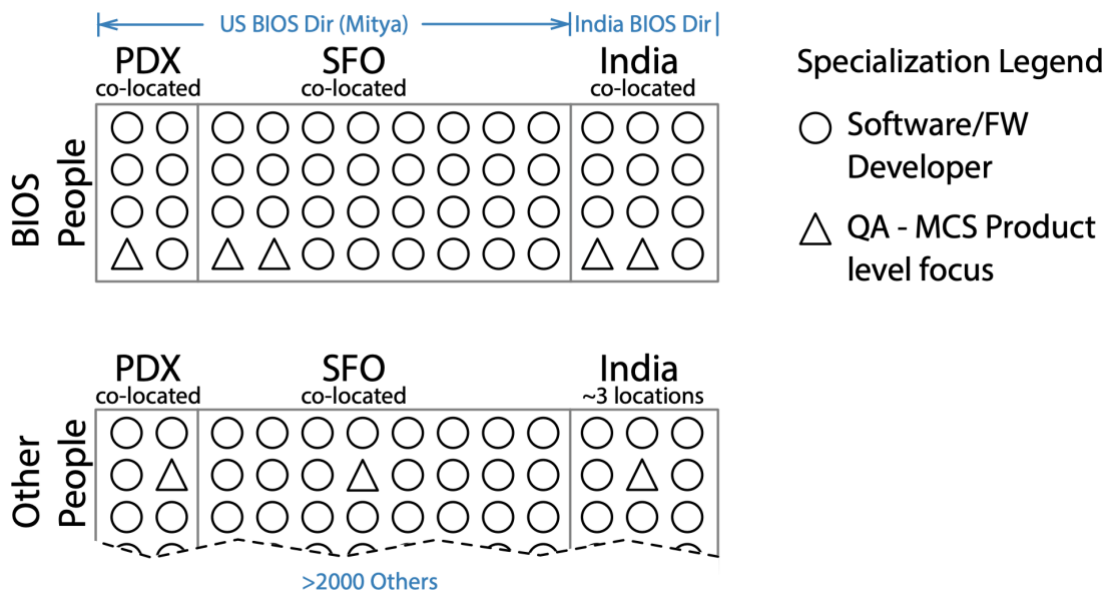 US BIOS Dir (Mitya) India BIOS Dir
PDX SFO India
co-located co-located co-located
Specialization Legend
BIOS
People
Software/FW
Developer
QA - MCS Product
level focus
PDX SFO India
co-located co-located ~3 locations
Other
People
>2000 Others